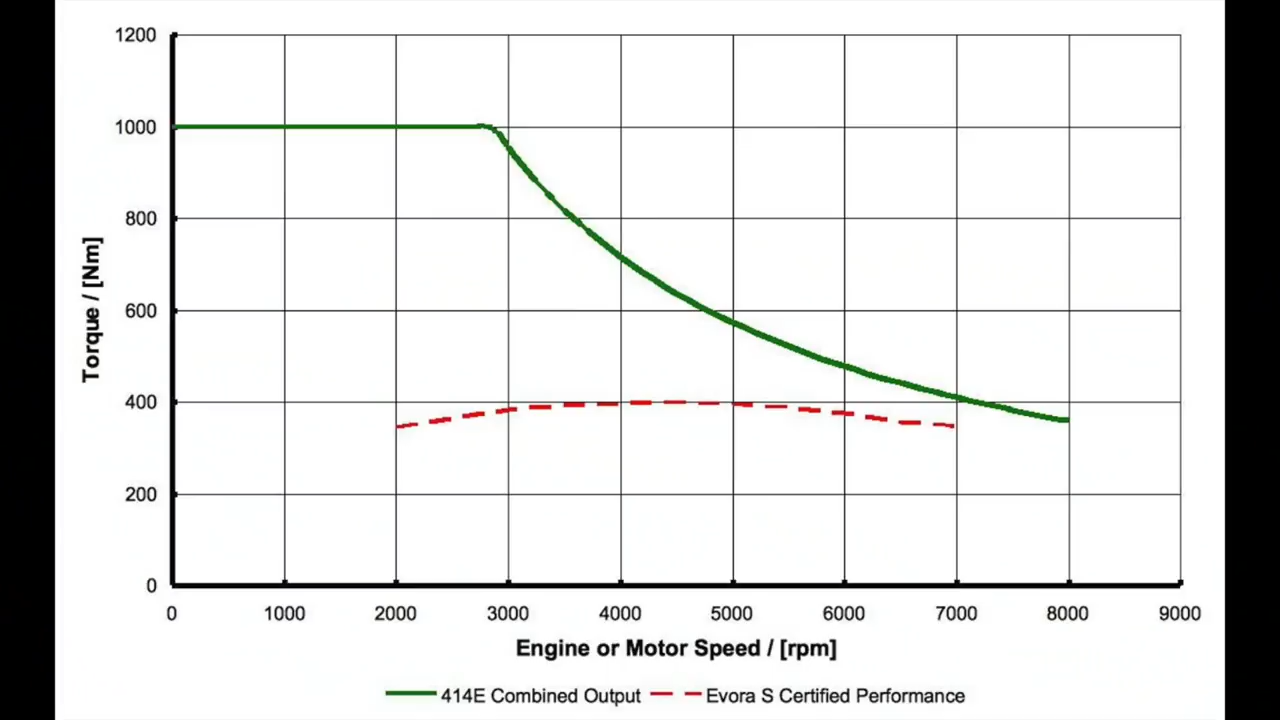 1200
1000
800
600
400
200
0
Torque / [Nm]
0 1000 2000 3000 4000 5000 6000 7000 8000 9000
Engine or Motor Speed / [rpm]
414E Combined Output Evora S Certified Performance